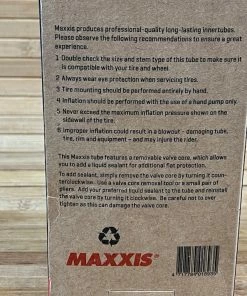 Maxxis produces professional-quality long-lasting innertubes.
Please observe the following recommendations to ensure a great
experience.
1 Double check the size and stem type of this tube to make sure
it is compatible with your tire and wheel
2 Always wear eye protection when servicing tires.
3 Tire mounting should be performed entirely by hand.
4 Inflation should be performed with the use of a hand pump only.
5 Never exceed the maximum inflation pressure shown on the
sidewall of the tire.
6 Improper inflation could result in a blowout - damaging tube,
tire, rim and equipment – and may injure the rider.
This Maxxis tube features a removable valve core, which allows
you to add a liquid sealant for additional flat protection.
To add sealant, simply remove the valve core by turning it coun-
terclockwise. Use a valve core removal tool or a small pair of
pliers. Add your preferred liquid sealant to the tube and reinstall
the valve core by turning it clockwise. Be careful not to over
tighten as this can damage the valve core.
MAXXIS®